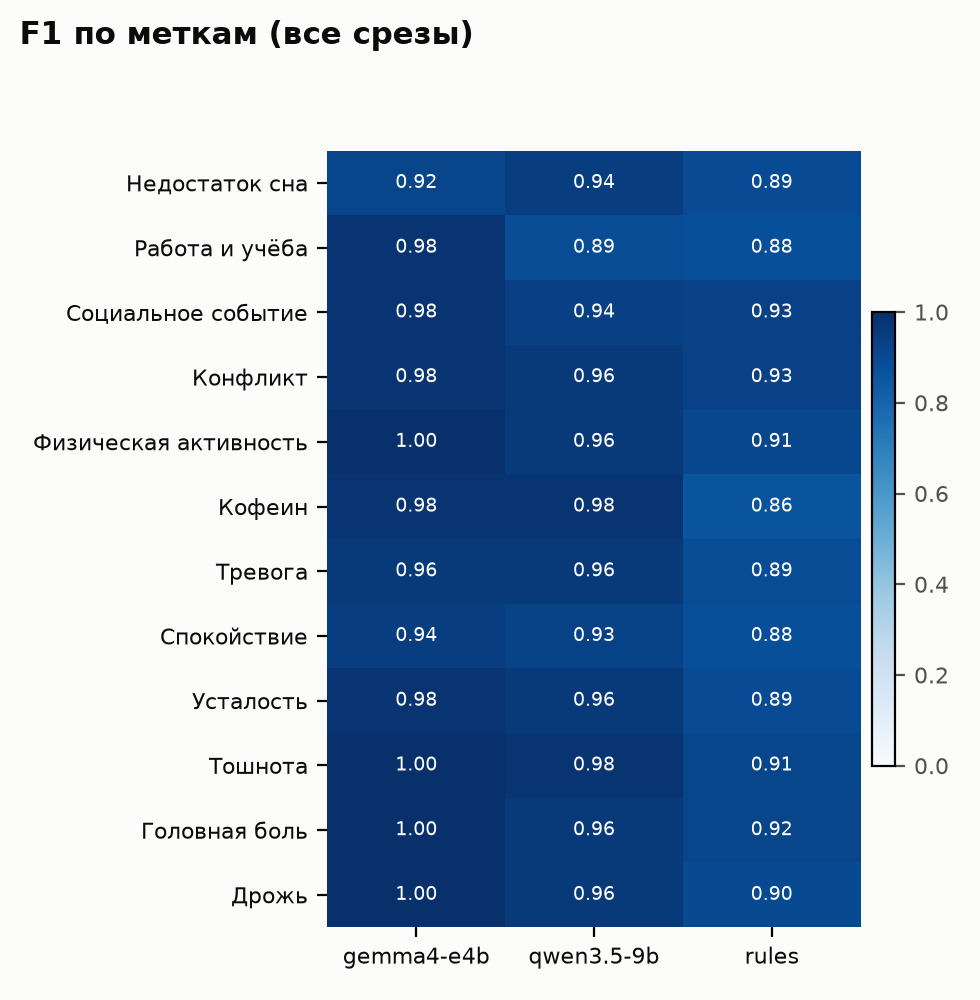 F1 по меткам (все срезы)
Недостаток сна 0.92 0.94 0.89
Работа и учёба 0.98 0.89 0.88
Социальное событие 0.98 0.94 0.93
Конфликт 0.98 0.96 0.93
Физическая активность 1.00 0.96 0.91
Кофеин 0.98 0.98 0.86
Тревога 0.96 0.96 0.89
Спокойствие 0.94 0.93 0.88
Усталость 0.98 0.96 0.89
Тошнота 1.00 0.98 0.91
Головная боль 1.00 0.96 0.92
Дрожь 1.00 0.96 0.90
gemma4-e4b qwen3.5-9b rules
1.0
0.8
0.6
0.4
0.2
0.0